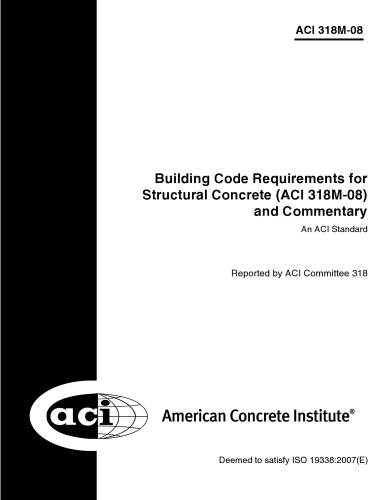 ACI 318M-08
Building Code Requirements for
Structural Concrete (ACI 318M-08)
and Commentary
An ACI Standard
Reported by ACI Committee 318
aci
American Concrete Institute®
Deemed to satisfy ISO 19338:2007(E)